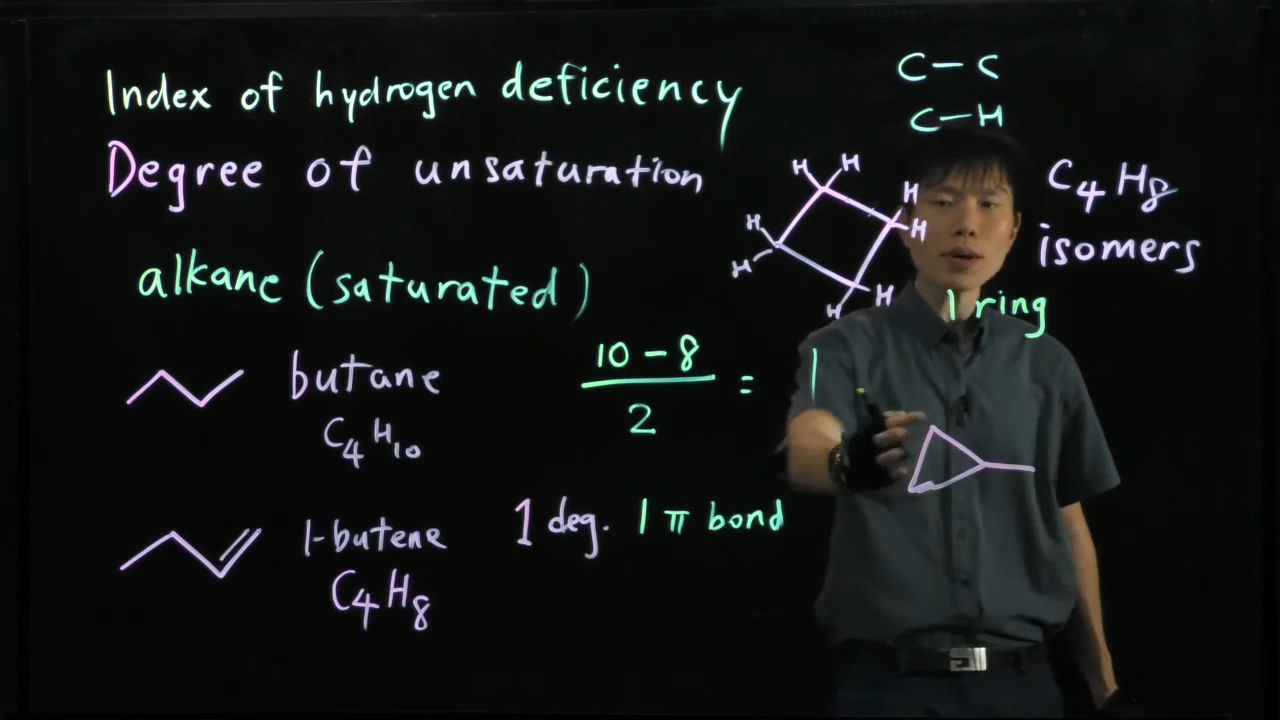 Index of hydrogen deficiency
Degree of unsaturation
alkane (saturated)
butane
C4H10
1-butene
C4H8
10 - 8
2
= 1
1 deg. 1 π bond
C - C
C - H
H H
H
H
H
H
H
H
C4H8
isomers
1 ring